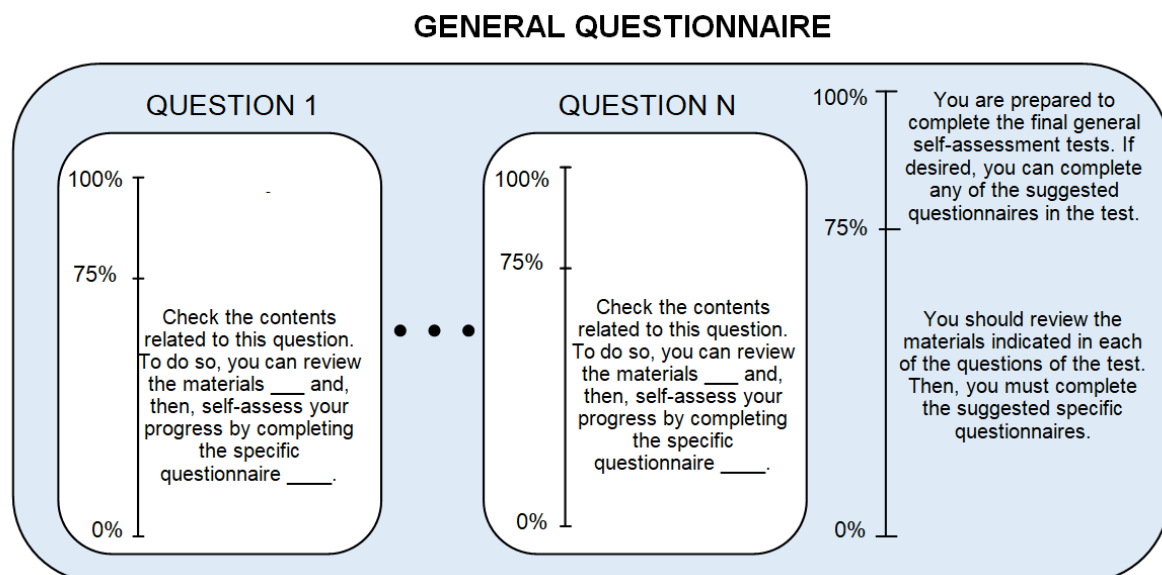 GENERAL QUESTIONNAIRE
QUESTION 1
100%
-
75%
Check the contents
related to this question.
To do so, you can review
the materials ___ and,
then, self-assess your
progress by completing
the specific
questionnaire ____.
0%
QUESTION N
100%
75%
Check the contents
related to this question.
To do so, you can review
the materials ___ and,
then, self-assess your
progress by completing
the specific
questionnaire ____.
0%
100%
You are prepared to
complete the final general
self-assessment tests. If
desired, you can complete
any of the suggested
questionnaires in the test.
75%
You should review the
materials indicated in each
of the questions of the test.
Then, you must complete
the suggested specific
questionnaires.
0%